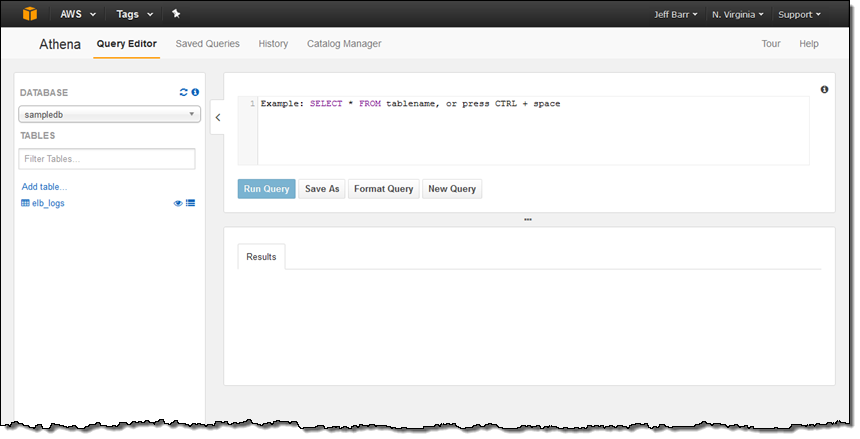 AWS Tags Jeff Barr N. Virginia Support
Athena Query Editor Saved Queries History Catalog Manager Tour Help
DATABASE
sampledb
TABLES
Filter Tables...
Add table...
elb_logs
1 Example: SELECT * FROM tablename, or press CTRL + space
Run Query Save As Format Query New Query
Results